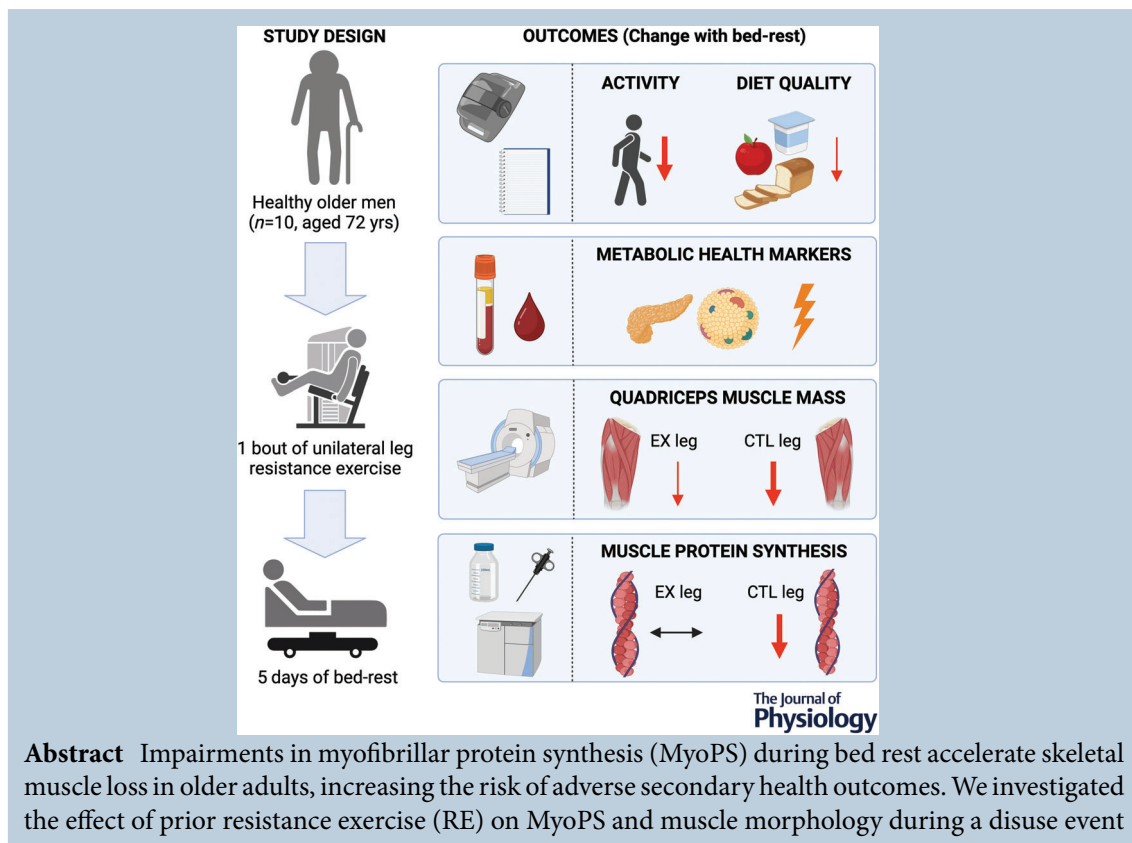 STUDY DESIGN
Healthy older men
(n=10, aged 72 yrs)
1 bout of unilateral leg
resistance exercise
5 days of bed-rest
OUTCOMES (Change with bed-rest)
ACTIVITY
DIET QUALITY
METABOLIC HEALTH MARKERS
QUADRICEPS MUSCLE MASS
EX leg
CTL leg
MUSCLE PROTEIN SYNTHESIS
EX leg
CTL leg
The Journal of
Physiology
Abstract Impairments in myofibrillar protein synthesis (MyoPS) during bed rest accelerate skeletal
muscle loss in older adults, increasing the risk of adverse secondary health outcomes. We investigated
the effect of prior resistance exercise (RE) on MyoPS and muscle morphology during a disuse event